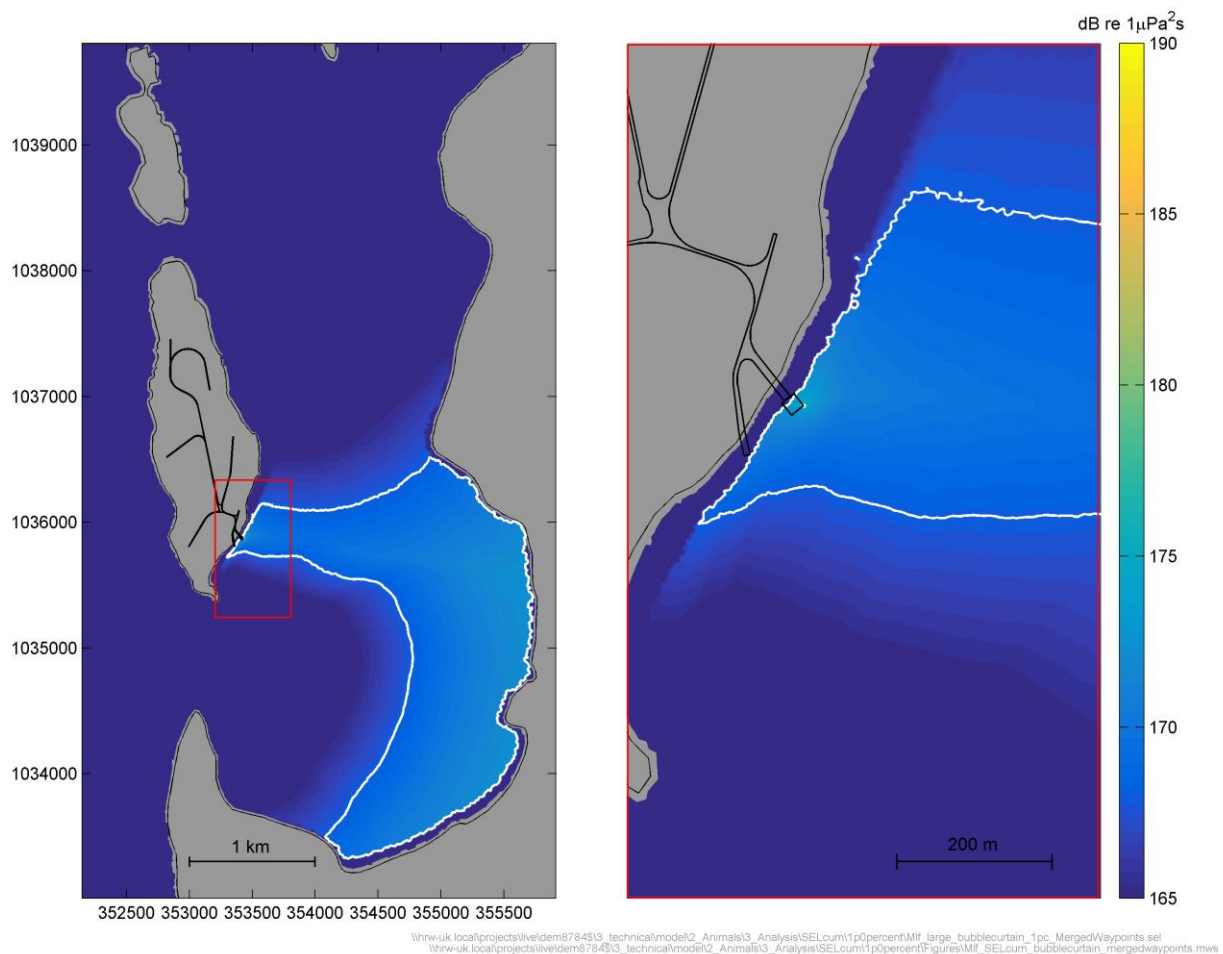 dB re 1μPa²s
190
1039000
185
1038000
180
1037000
1036000
175
1035000
170
1034000
1 km
200 m
165
352500 353000 353500 354000 354500 355000 355500
\\hrw-uk.local\projects\live\dem8784$\3_technical\model\2_Animals\3_Analysis\SELcum\1p0percent\Mlf_large_bubblecurtain_1pc_MergedWaypoints.sel
\\hrw-uk.local\projects\live\dem8784$\3_technical\model\2_Animals\3_Analysis\SELcum\1p0percent\Figures\Mlf_SELcum_bubblecurtain_mergedwaypoints.mws